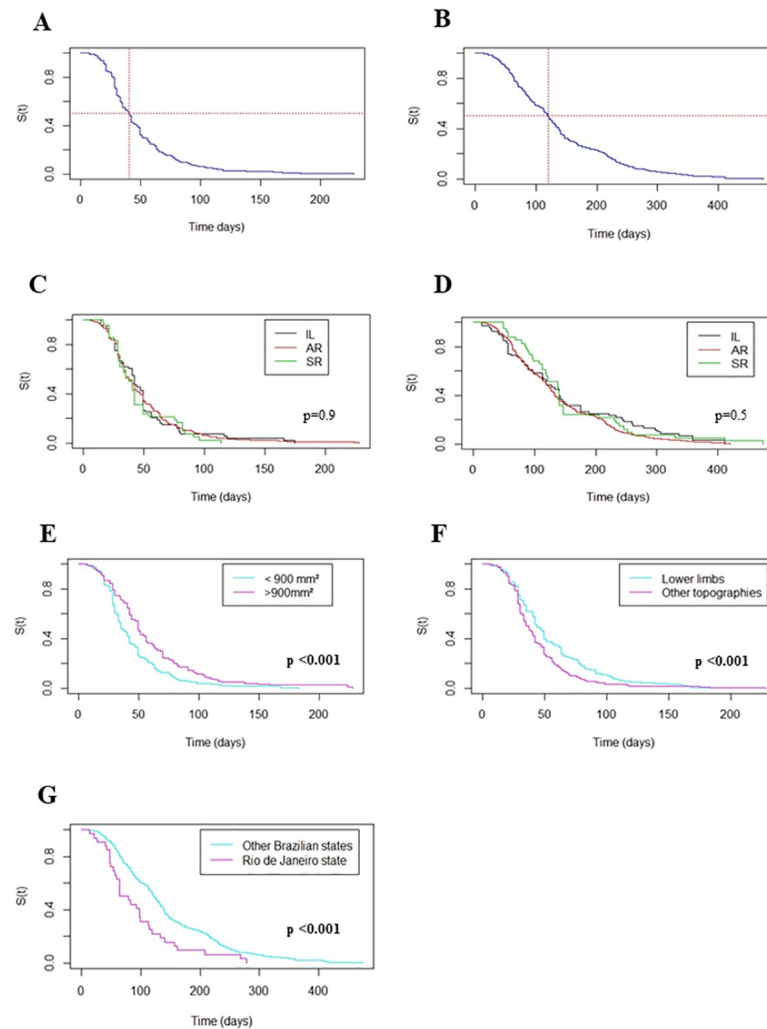 A
S(t)
0.0 0.4 0.8
0 50 100 150 200
Time days)
B
S(t)
0.0 0.4 0.8
0 100 200 300 400
Time (days)
C
S(t)
0.0 0.4 0.8
IL
AR
SR
p=0.9
0 50 100 150 200
Time (days)
D
S(t)
0.0 0.4 0.8
IL
AR
SR
p=0.5
0 100 200 300 400
Time (days)
E
S(t)
0.0 0.4 0.8
< 900 mm²
>900mm²
p <0.001
0 50 100 150 200
Time (days)
F
S(t)
0.0 0.4 0.8
Lower limbs
Other topographies
p <0.001
0 50 100 150 200
Time (days)
G
S(t)
0.0 0.4 0.8
Other Brazilian states
Rio de Janeiro state
p <0.001
0 100 200 300 400
Time (days)